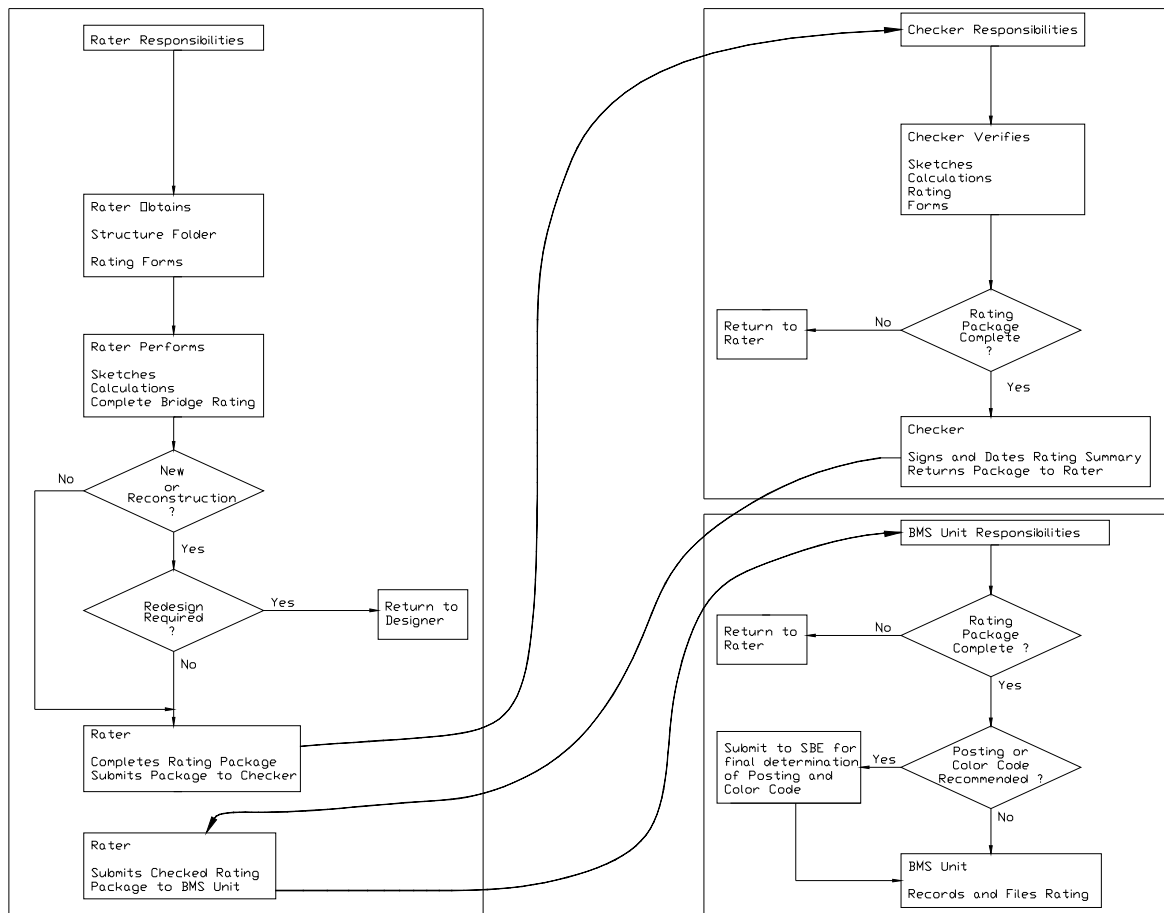 Rater Responsibilities
Rater Obtains
Structure Folder
Rating Forms
Rater Performs
Sketches
Calculations
Complete Bridge Rating
New
or
Reconstruction
?
No
Yes
Redesign
Required
?
Yes
Return to
Designer
No
Rater
Completes Rating Package
Submits Package to Checker
Rater
Submits Checked Rating
Package to BMS Unit
Checker Responsibilities
Checker Verifies
Sketches
Calculations
Rating
Forms
Rating
Package
Complete
?
No
Return to
Rater
Yes
Checker
Signs and Dates Rating Summary
Returns Package to Rater
BMS Unit Responsibilities
Rating
Package
Complete ?
No
Return to
Rater
Yes
Posting or
Color Code
Recommended ?
Yes
Submit to SBE for
final determination
of Posting and
Color Code
No
BMS Unit
Records and Files Rating